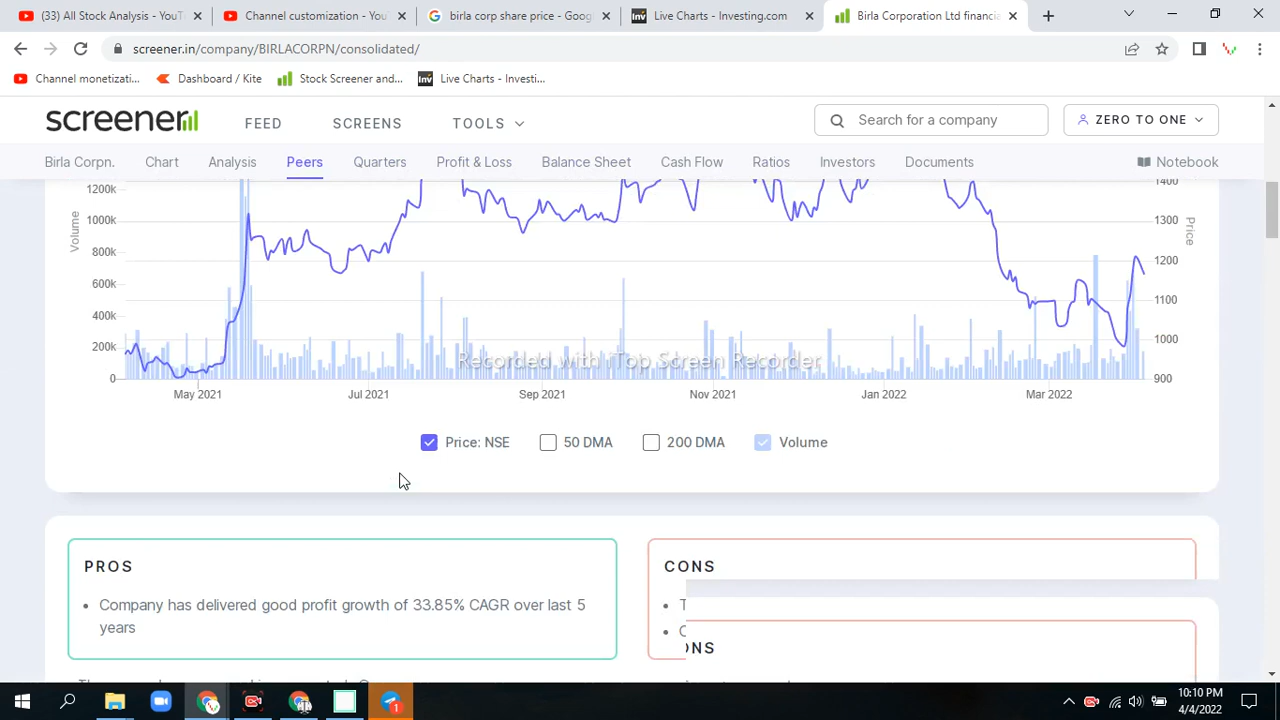 (33) All Stock Analysis - YouT
Channel customization - You
birla corp share price - Goog
Live Charts - Investing.com
Birla Corporation Ltd financia
screener.in/company/BIRLACORPN/consolidated/
Channel monetizati...
Dashboard / Kite
Stock Screener and...
Live Charts - Investi...
screener
FEED
SCREENS
TOOLS
Search for a company
ZERO TO ONE
Birla Corpn.
Chart
Analysis
Peers
Quarters
Profit & Loss
Balance Sheet
Cash Flow
Ratios
Investors
Documents
Notebook
1200k
1000k
800k
600k
400k
200k
0
Volume
1400
1300
1200
1100
1000
900
Price
Recorded with iTop Screen Recorder
May 2021
Jul 2021
Sep 2021
Nov 2021
Jan 2022
Mar 2022
Price: NSE
50 DMA
200 DMA
Volume
PROS
Company has delivered good profit growth of 33.85% CAGR over last 5
years
CONS
10:10 PM
4/4/2022